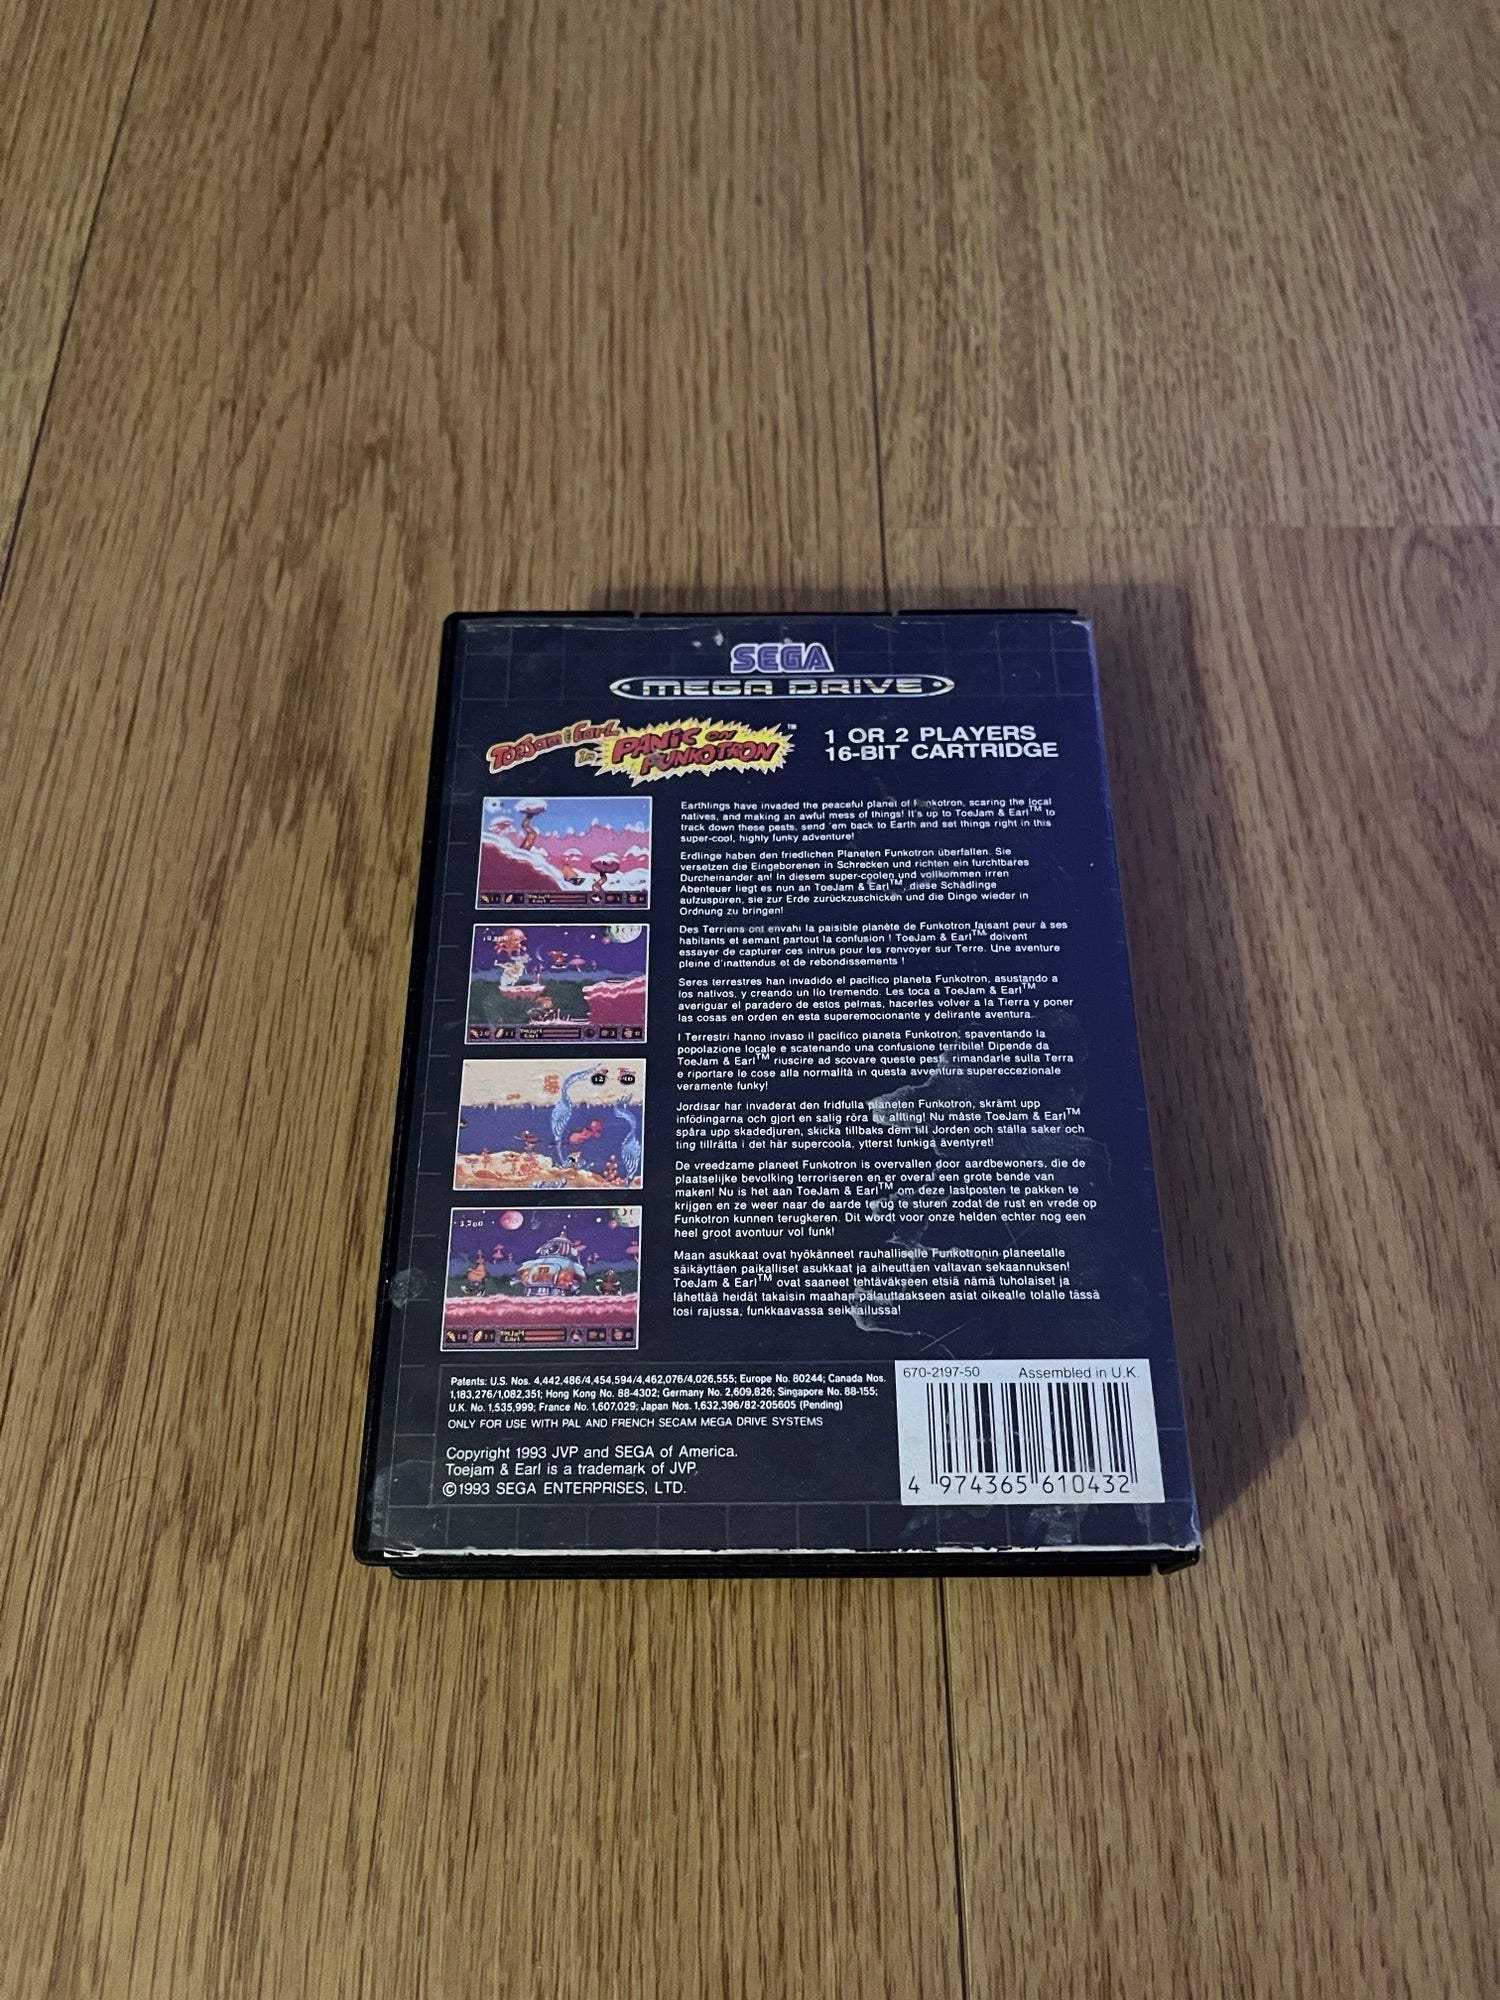 SEGA
MEGA DRIVE
ToeJam & Earl
in PANIC ON
FUNKOTRON™
1 OR 2 PLAYERS
16-BIT CARTRIDGE
Earthlings have invaded the peaceful planet of Funkotron, scaring the local
natives, and making an awful mess of things! It's up to ToeJam & Earl™ to
track down these pests, send 'em back to Earth and set things right in this
super-cool, highly funky adventure!
Erdlinge haben den friedlichen Planeten Funkotron überfallen. Sie
versetzen die Eingeborenen in Schrecken und richten ein furchtbares
Durcheinander an! In diesem super-coolen und vollkommen irren
Abenteuer liegt es nun an ToeJam & Earl™, diese Schädlinge
aufzuspüren, sie zur Erde zurückzuschicken und die Dinge wieder in
Ordnung zu bringen!
Des Terriens ont envahi la paisible planète de Funkotron faisant peur à ses
habitants et semant partout la confusion ! ToeJam & Earl™ doivent
essayer de capturer ces intrus pour les renvoyer sur Terre. Une aventure
pleine d'inattendus et de rebondissements !
Seres terrestres han invadido el pacífico planeta Funkotron, asustando a
los nativos, y creando un lío tremendo. Les toca a ToeJam & Earl™
averiguar el paradero de estos pelmas, hacerles volver a la Tierra y poner
las cosas en orden en esta superemocionante y delirante aventura.
I Terrestri hanno invaso il pacifico pianeta Funkotron, spaventando la
popolazione locale e scatenando una confusione terribile! Dipende da
ToeJam & Earl™ riuscire ad scovare queste pesti, rimandarle sulla Terra
e riportare le cose alla normalità in questa avventura supereccezionale
veramente funky!
Jordisar har invaderat den fridfulla planeten Funkotron, skrämt upp
infödingarna och gjort en salig röra av allting! Nu måste ToeJam & Earl™
spåra upp skadedjuren, skicka tillbaks dem till Jorden och ställa saker och
ting tillrätta i det här supercoola, ytterst funkiga äventyret!
De vreedzame planeet Funkotron is overvallen door aardbewoners, die de
plaatselijke bevolking terroriseren en er overal een grote bende van
maken! Nu is het aan ToeJam & Earl™ om deze lastposten te pakken te
krijgen en ze weer naar de aarde terug te sturen zodat de rust en vrede op
Funkotron kunnen terugkeren. Dit wordt voor onze helden echter nog een
heel groot avontuur vol funk!
Maan asukkaat ovat hyökänneet rauhalliselle Funkotronin planeetalle
säikäyttäen paikalliset asukkaat ja aiheuttaen valtavan sekaannuksen!
ToeJam & Earl™ ovat saaneet tehtäväkseen etsiä nämä tuholaiset ja
lähettää heidät takaisin maahan palauttaakseen asiat oikealle tolalle tässä
tosi rajussa, funkkaavassa seikkailussa!
Patents: U.S. Nos. 4,442,486/4,454,594/4,462,076/4,026,555; Europe No. 80244; Canada Nos.
1,183,276/1,082,351; Hong Kong No. 88-4302; Germany No. 2,609,826; Singapore No. 88-155;
U.K. No. 1,535,999; France No. 1,607,029; Japan Nos. 1,632,396/82-205605 (Pending)
ONLY FOR USE WITH PAL AND FRENCH SECAM MEGA DRIVE SYSTEMS
Copyright 1993 JVP and SEGA of America.
Toejam & Earl is a trademark of JVP.
©1993 SEGA ENTERPRISES, LTD.
670-2197-50 Assembled in U.K.
4 974365 610432